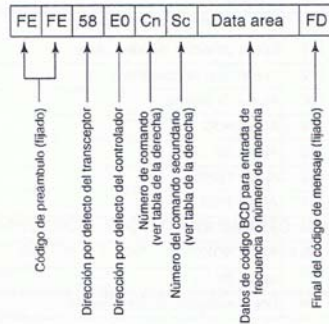 FE FE 58 E0 Cn Sc Data area FD
Código de preámbulo (fijado)
Dirección por defecto del transceptor
Dirección por defecto del controlador
Número de comando
(ver tabla de la derecha)
Número del comando secundario
(ver tabla de la derecha)
Datos de código BCD para entrada de
frecuencia o número de memoria
Final del código de mensaje (fijado)